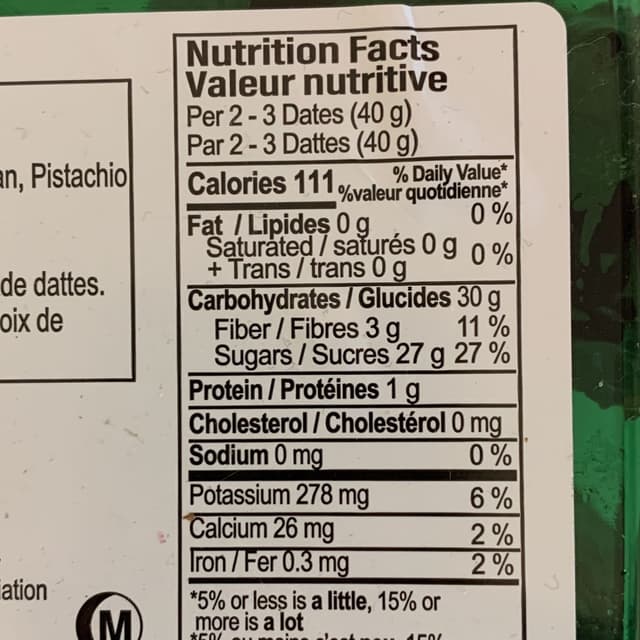 Nutrition Facts
Valeur nutritive
Per 2 - 3 Dates (40 g)
Par 2 - 3 Dattes (40 g)
Calories 111
% Daily Value*
%valeur quotidienne*
Fat / Lipides 0 g 0 %
Saturated / saturés 0 g
+ Trans / trans 0 g 0 %
Carbohydrates / Glucides 30 g
Fiber / Fibres 3 g 11 %
Sugars / Sucres 27 g 27 %
Protein / Protéines 1 g
Cholesterol / Cholestérol 0 mg
Sodium 0 mg 0 %
Potassium 278 mg 6 %
Calcium 26 mg 2 %
Iron / Fer 0.3 mg 2 %
*5% or less is a little, 15% or
more is a lot
an, Pistachio
de dattes.
oix de
iation
M